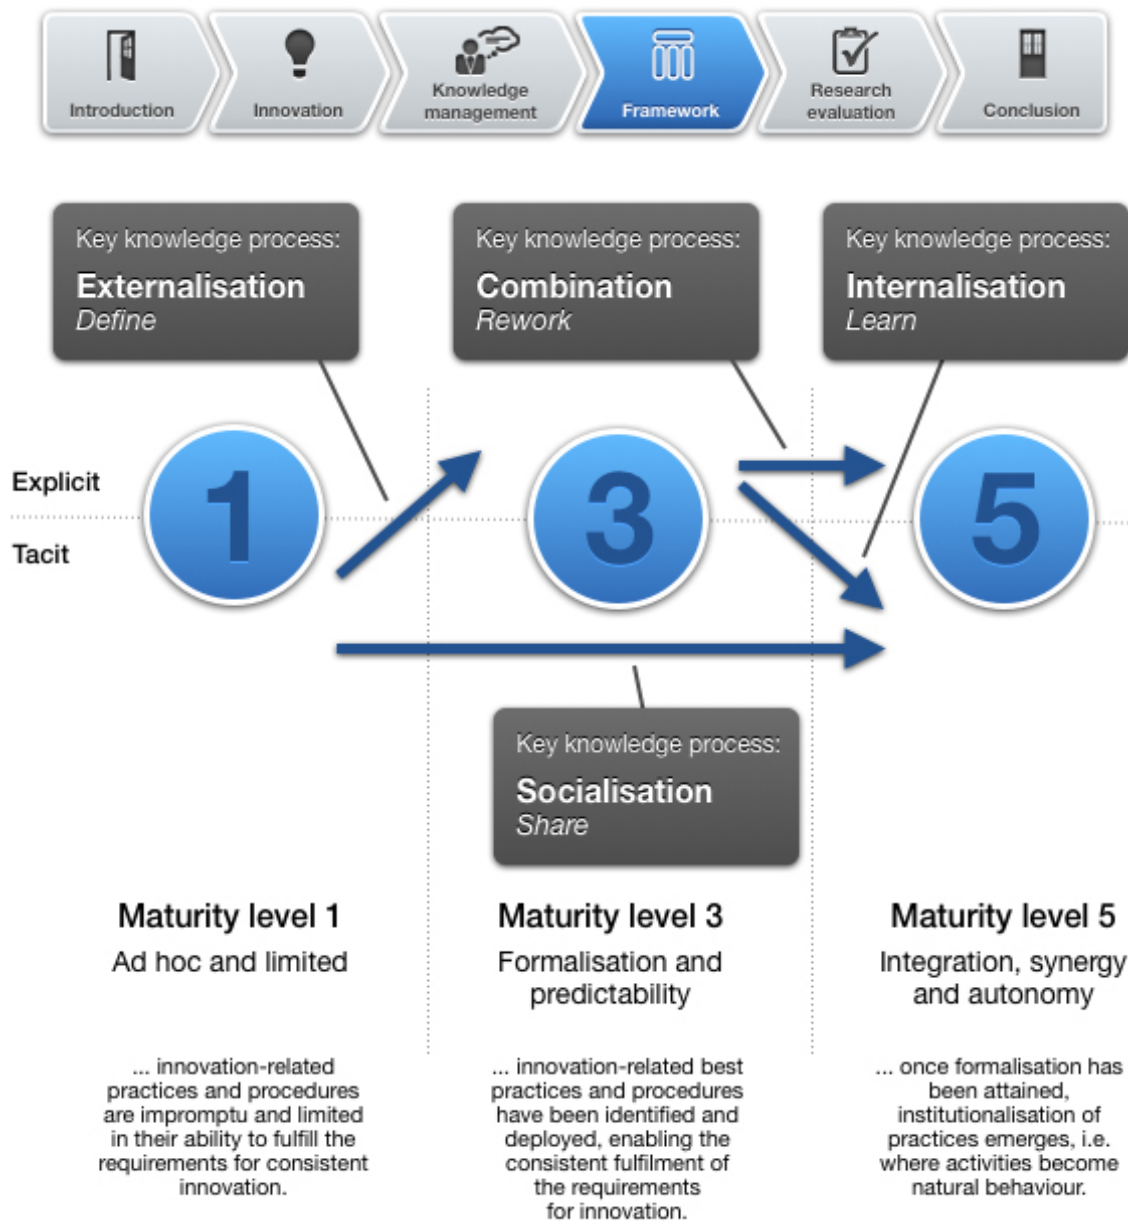 Introduction
Innovation
Knowledge
management
Framework
Research
evaluation
Conclusion
Key knowledge process:
Externalisation
Define
Key knowledge process:
Combination
Rework
Key knowledge process:
Internalisation
Learn
Explicit
Tacit
1
3
5
Key knowledge process:
Socialisation
Share
Maturity level 1
Ad hoc and limited
... innovation-related
practices and procedures
are impromptu and limited
in their ability to fulfill the
requirements for consistent
innovation.
Maturity level 3
Formalisation and
predictability
... innovation-related best
practices and procedures
have been identified and
deployed, enabling the
consistent fulfilment of
the requirements
for innovation.
Maturity level 5
Integration, synergy
and autonomy
... once formalisation has
been attained,
institutionalisation of
practices emerges, i.e.
where activities become
natural behaviour.